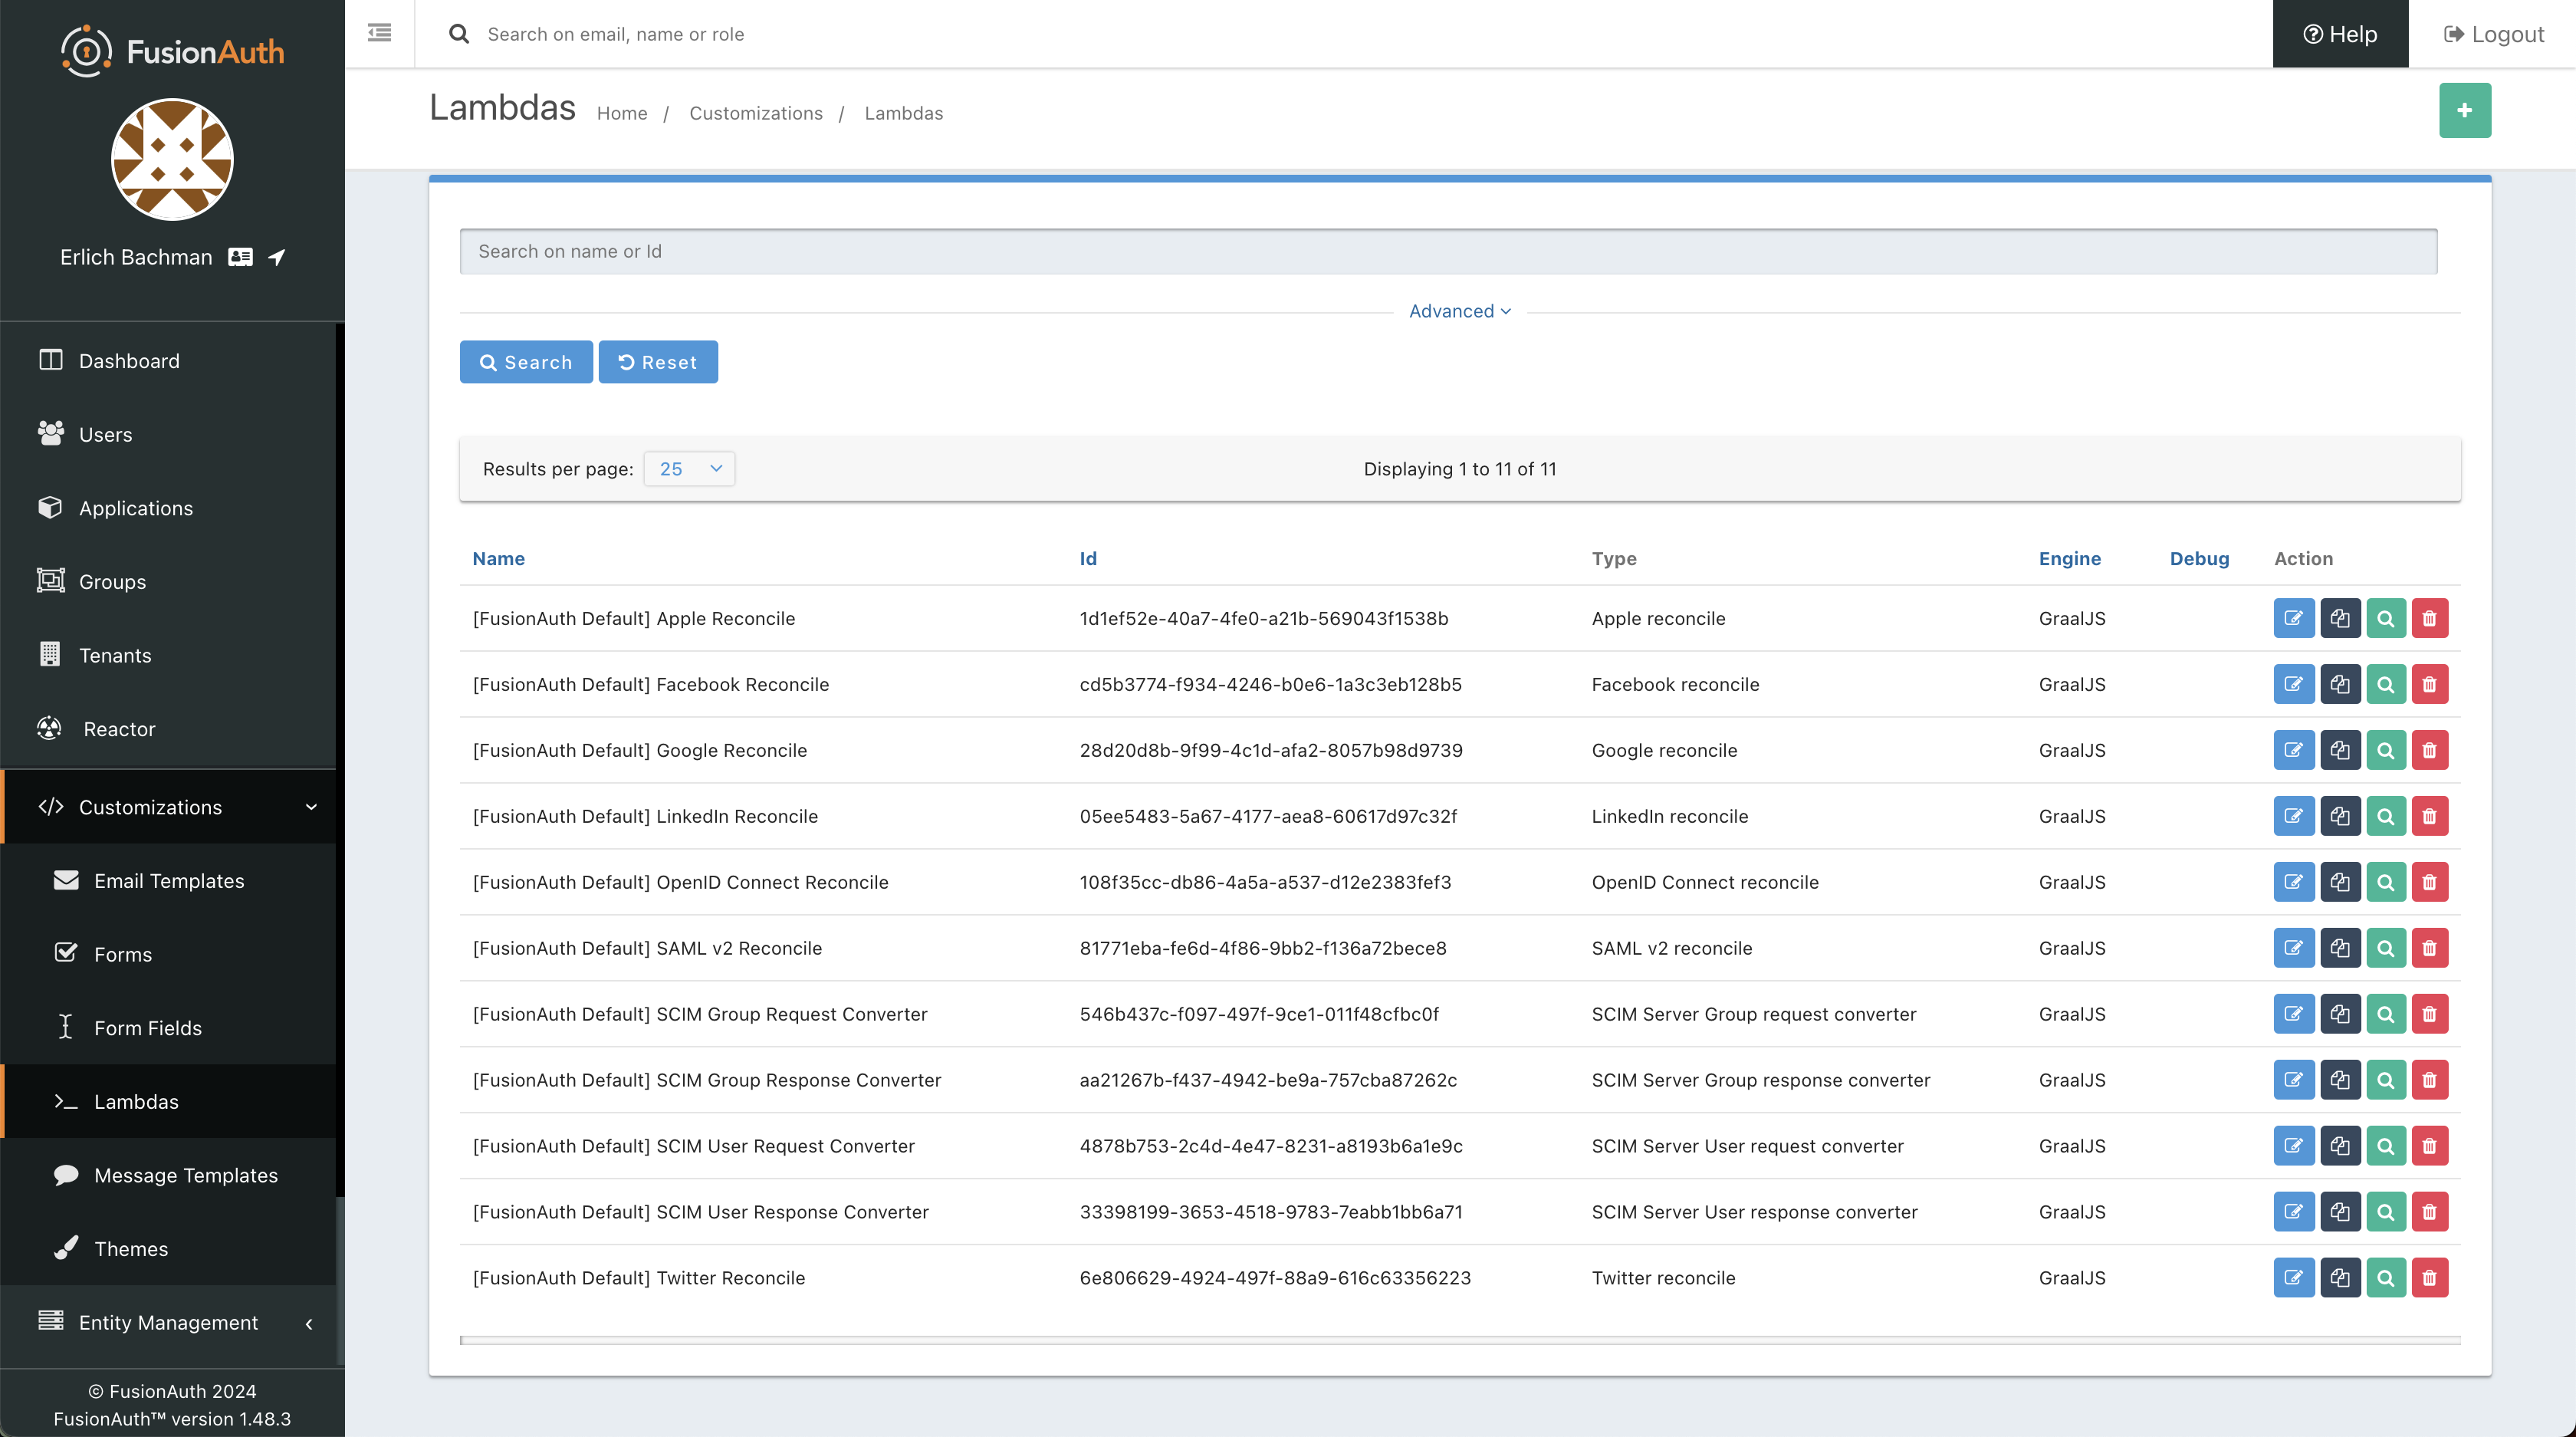 FusionAuth
Erlich Bachman
Dashboard
Users
Applications
Groups
Tenants
Reactor
Customizations
Email Templates
Forms
Form Fields
Lambdas
Message Templates
Themes
Entity Management
© FusionAuth 2024
FusionAuth™ version 1.48.3
Search on email, name or role
Help
Logout
Lambdas Home / Customizations / Lambdas
Search on name or Id
Advanced
Search Reset
Results per page: 25 Displaying 1 to 11 of 11
Name Id Type Engine Debug Action
[FusionAuth Default] Apple Reconcile 1d1ef52e-40a7-4fe0-a21b-569043f1538b Apple reconcile GraalJS
[FusionAuth Default] Facebook Reconcile cd5b3774-f934-4246-b0e6-1a3c3eb128b5 Facebook reconcile GraalJS
[FusionAuth Default] Google Reconcile 28d20d8b-9f99-4c1d-afa2-8057b98d9739 Google reconcile GraalJS
[FusionAuth Default] LinkedIn Reconcile 05ee5483-5a67-4177-aea8-60617d97c32f LinkedIn reconcile GraalJS
[FusionAuth Default] OpenID Connect Reconcile 108f35cc-db86-4a5a-a537-d12e2383fef3 OpenID Connect reconcile GraalJS
[FusionAuth Default] SAML v2 Reconcile 81771eba-fe6d-4f86-9bb2-f136a72bece8 SAML v2 reconcile GraalJS
[FusionAuth Default] SCIM Group Request Converter 546b437c-f097-497f-9ce1-011f48cfbc0f SCIM Server Group request converter GraalJS
[FusionAuth Default] SCIM Group Response Converter aa21267b-f437-4942-be9a-757cba87262c SCIM Server Group response converter GraalJS
[FusionAuth Default] SCIM User Request Converter 4878b753-2c4d-4e47-8231-a8193b6a1e9c SCIM Server User request converter GraalJS
[FusionAuth Default] SCIM User Response Converter 33398199-3653-4518-9783-7eabb1bb6a71 SCIM Server User response converter GraalJS
[FusionAuth Default] Twitter Reconcile 6e806629-4924-497f-88a9-616c63356223 Twitter reconcile GraalJS